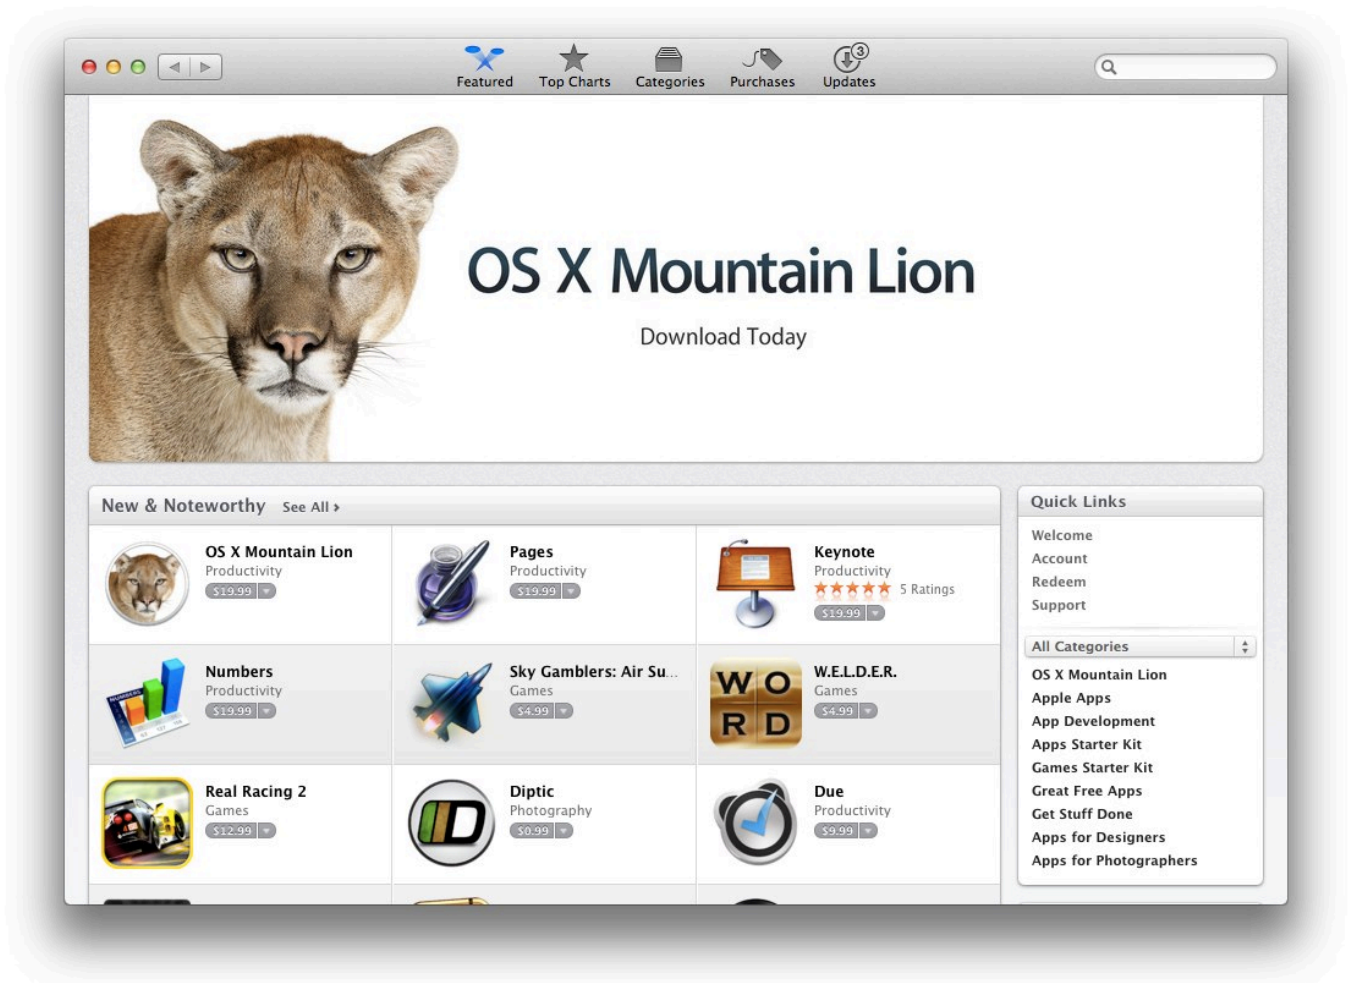 Featured
Top Charts
Categories
Purchases
3
Updates
OS X Mountain Lion
Download Today
New & Noteworthy See All ›
OS X Mountain Lion
Productivity
$19.99
Pages
Productivity
$19.99
Keynote
Productivity
5 Ratings
$19.99
NUMBERS
Numbers
Productivity
$19.99
Sky Gamblers: Air Su...
Games
$4.99
WO
RD
W.E.L.D.E.R.
Games
$4.99
Real Racing 2
Games
$12.99
D
Diptic
Photography
$0.99
Due
Productivity
$9.99
Quick Links
Welcome
Account
Redeem
Support
All Categories
OS X Mountain Lion
Apple Apps
App Development
Apps Starter Kit
Games Starter Kit
Great Free Apps
Get Stuff Done
Apps for Designers
Apps for Photographers